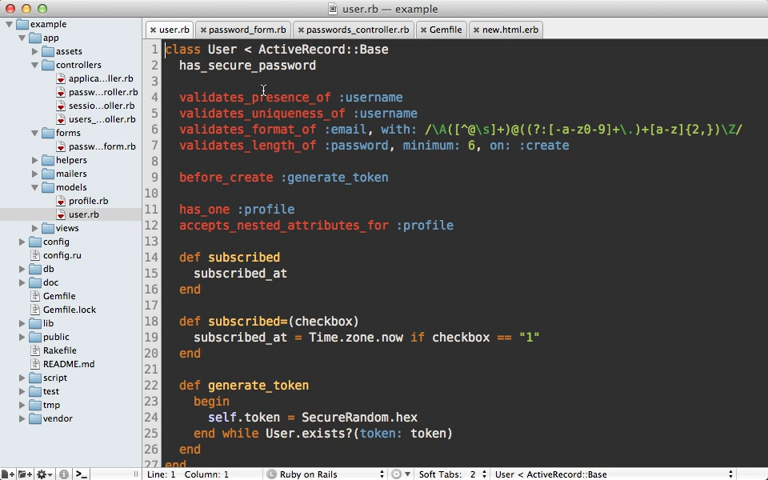 user.rb — example
example
app
assets
controllers
applica...ller.rb
passw...roller.rb
sessio...oller.rb
users_...oller.rb
forms
passw...form.rb
helpers
mailers
models
profile.rb
user.rb
views
config
config.ru
db
doc
Gemfile
Gemfile.lock
lib
public
Rakefile
README.md
script
test
tmp
vendor
user.rb password_form.rb passwords_controller.rb Gemfile new.html.erb
1 class User < ActiveRecord::Base
2 has_secure_password
3
4 validates_presence_of :username
5 validates_uniqueness_of :username
6 validates_format_of :email, with: /\A([^@\s]+)@((?:[-a-z0-9]+\.)+[a-z]{2,})\Z/
7 validates_length_of :password, minimum: 6, on: :create
8
9 before_create :generate_token
10
11 has_one :profile
12 accepts_nested_attributes_for :profile
13
14 def subscribed
15 subscribed_at
16 end
17
18 def subscribed=(checkbox)
19 subscribed_at = Time.zone.now if checkbox == "1"
20 end
21
22 def generate_token
23 begin
24 self.token = SecureRandom.hex
25 end while User.exists?(token: token)
26 end
27 end
Line: 1 Column: 1 Ruby on Rails Soft Tabs: 2 User < ActiveRecord::Base